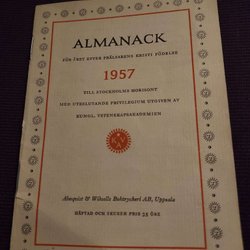 ALMANACK
FÖR ÅRET EFTER FRÄLSARENS KRISTI FÖDELSE
1957
TILL STOCKHOLMS HORISONT
MED UTESLUTANDE PRIVILEGIUM UTGIVEN AV
KUNGL. VETENSKAPSAKADEMIEN
Almqvist & Wiksells Boktryckeri AB, Uppsala
HÄFTAD OCH SKUREN PRIS 75 ÖRE